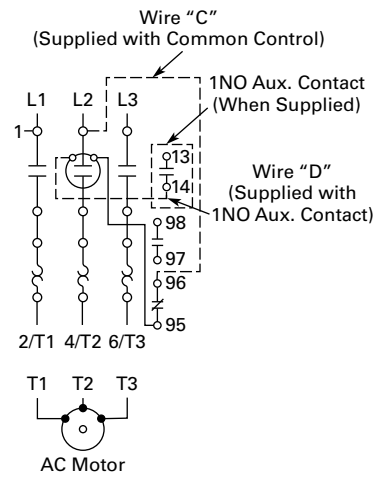 Wire “C”
(Supplied with Common Control)
1NO Aux. Contact
(When Supplied)
L1 L2 L3
1
13
14
Wire “D”
(Supplied with
1NO Aux. Contact)
98
97
96
95
2/T1 4/T2 6/T3
T1 T2 T3
AC Motor